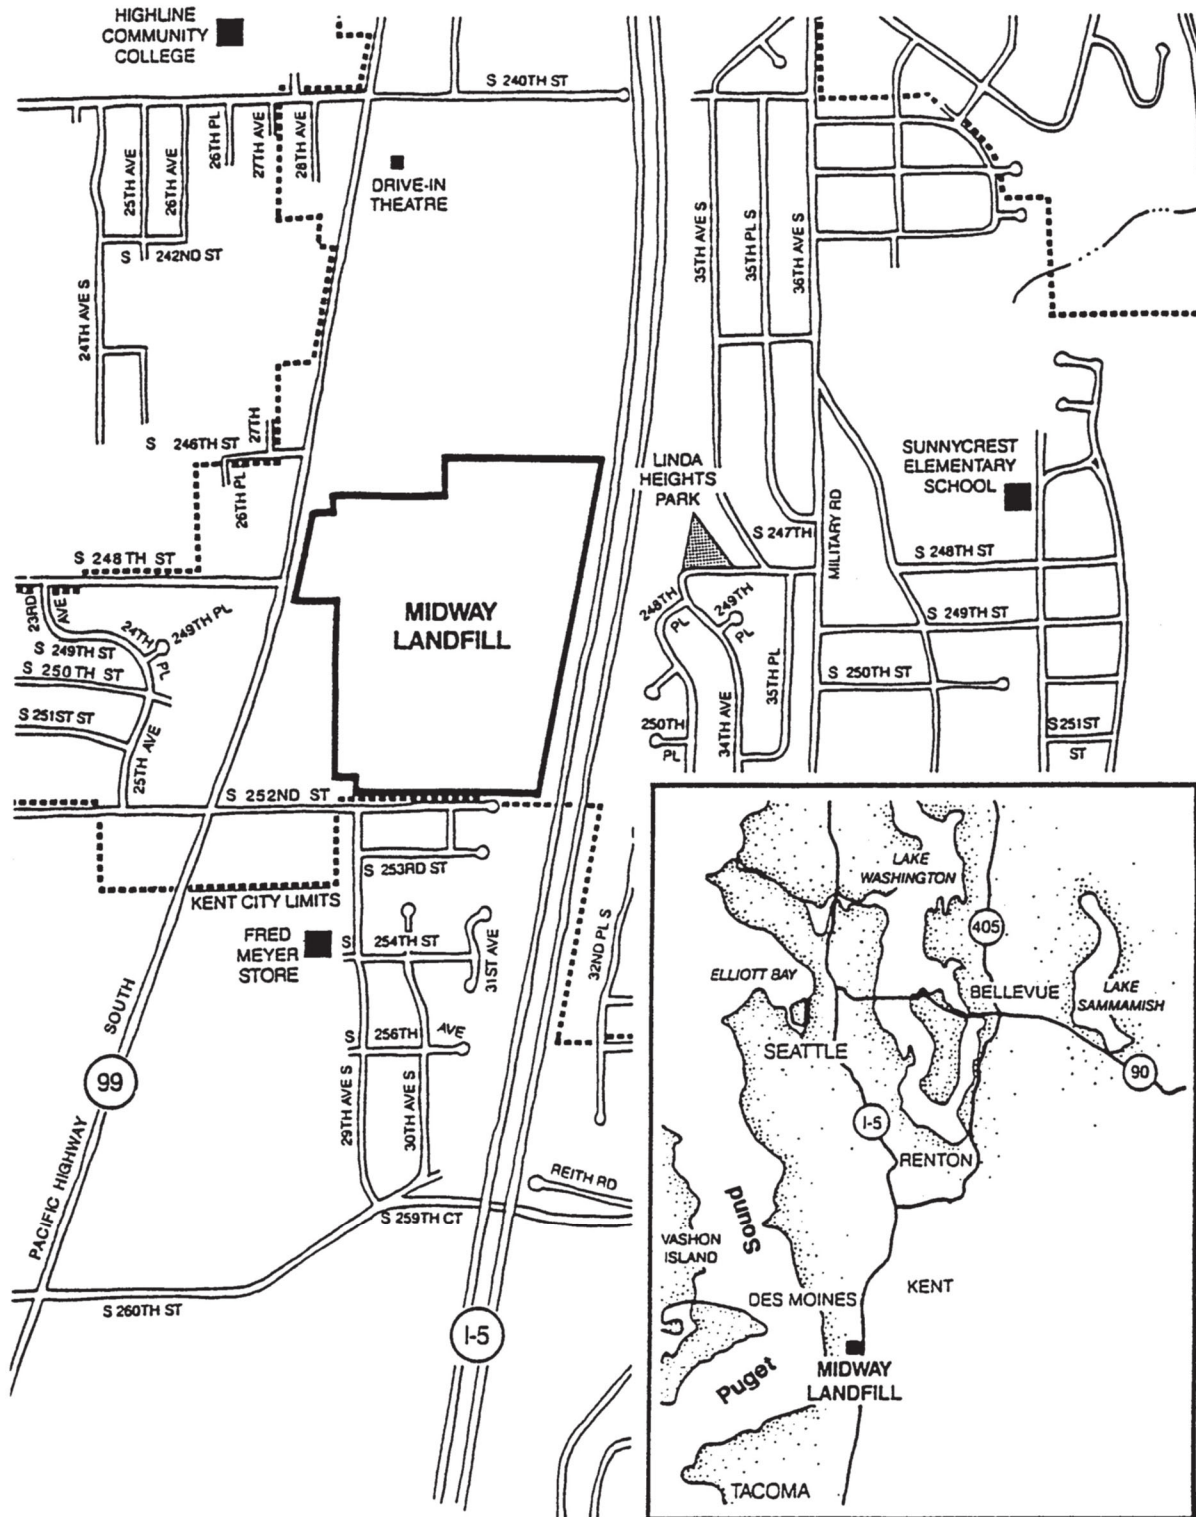 HIGHLINE
COMMUNITY
COLLEGE
S 240TH ST
25TH AVE
26TH AVE
26TH PL
27TH AVE
28TH AVE
DRIVE-IN
THEATRE
S 242ND ST
24TH AVE S
35TH AVE S
35TH PL S
36TH AVE S
S 246TH ST
27TH
26TH PL
LINDA
HEIGHTS
PARK
SUNNYCREST
ELEMENTARY
SCHOOL
S 247TH
MILITARY RD
S 248TH ST
S 248TH ST
23RD
AVE
S 249TH ST
24TH
PL
249TH PL
MIDWAY
LANDFILL
248TH
PL
249TH
PL
S 249TH ST
S 250TH ST
S 250TH ST
35TH PL
34TH AVE
250TH
PL
S 251ST ST
S 251ST
ST
25TH AVE
S 252ND ST
S 253RD ST
KENT CITY LIMITS
FRED
MEYER
STORE
S 254TH ST
31ST AVE
32ND PL S
S 256TH AVE
29TH AVE S
30TH AVE S
PACIFIC HIGHWAY SOUTH
99
REITH RD
S 259TH CT
S 260TH ST
I-5
LAKE
WASHINGTON
405
ELLIOTT BAY
BELLEVUE
LAKE
SAMMAMISH
SEATTLE
90
I-5
RENTON
VASHON
ISLAND
Puget Sound
KENT
DES MOINES
MIDWAY
LANDFILL
TACOMA